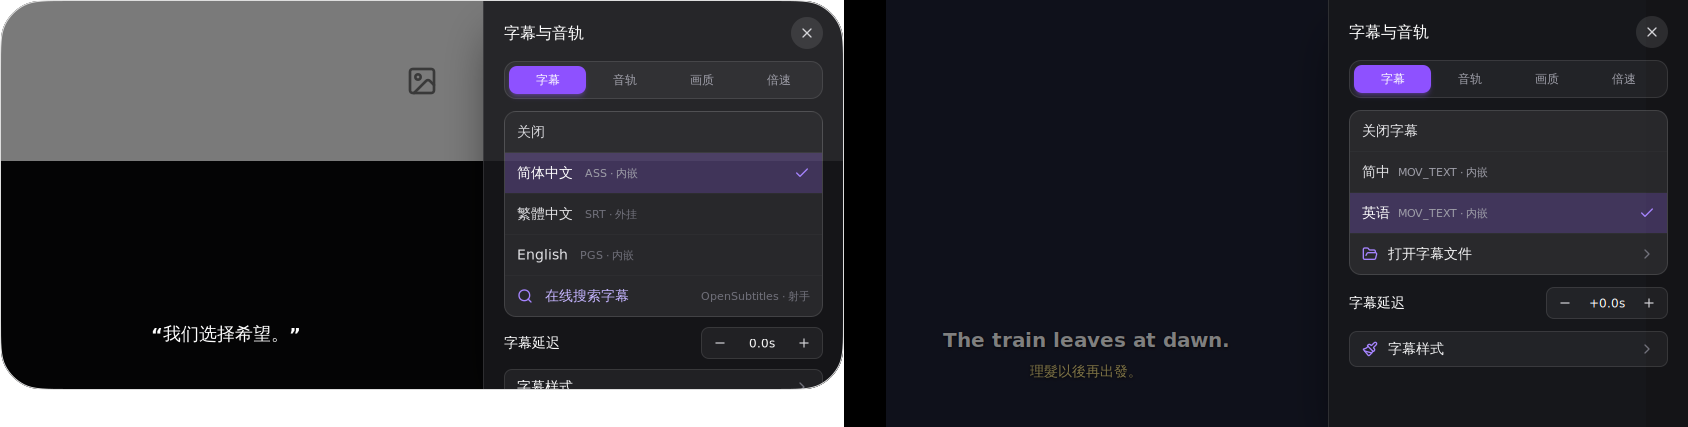 字幕与音轨
字幕 音轨 画质 倍速
关闭
简体中文 ASS · 内嵌
繁體中文 SRT · 外挂
English PGS · 内嵌
在线搜索字幕 OpenSubtitles · 射手
字幕延迟 − 0.0s +
字幕样式
“我们选择希望。”
字幕与音轨
字幕 音轨 画质 倍速
关闭字幕
简中 MOV_TEXT · 内嵌
英语 MOV_TEXT · 内嵌
打开字幕文件
字幕延迟 − +0.0s +
字幕样式
The train leaves at dawn.
理髮以後再出發。